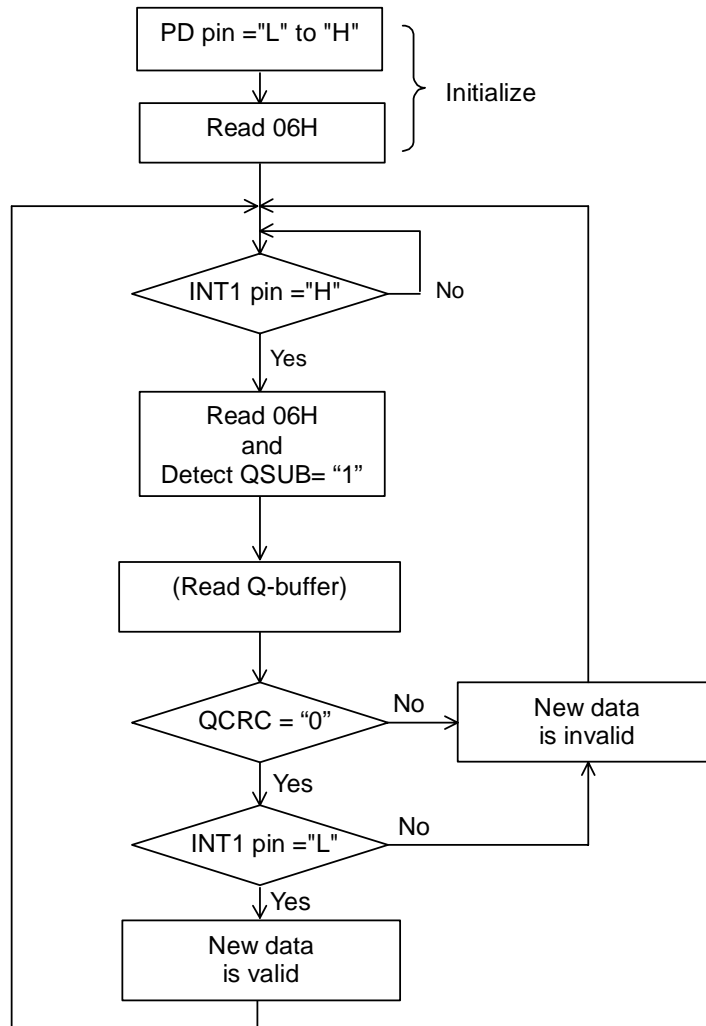 PD pin ="L" to "H"
Initialize
Read 06H
INT1 pin ="H"
No
Yes
Read 06H
and
Detect QSUB= “1”
(Read Q-buffer)
QCRC = “0”
No
New data
is invalid
Yes
INT1 pin ="L"
No
Yes
New data
is valid